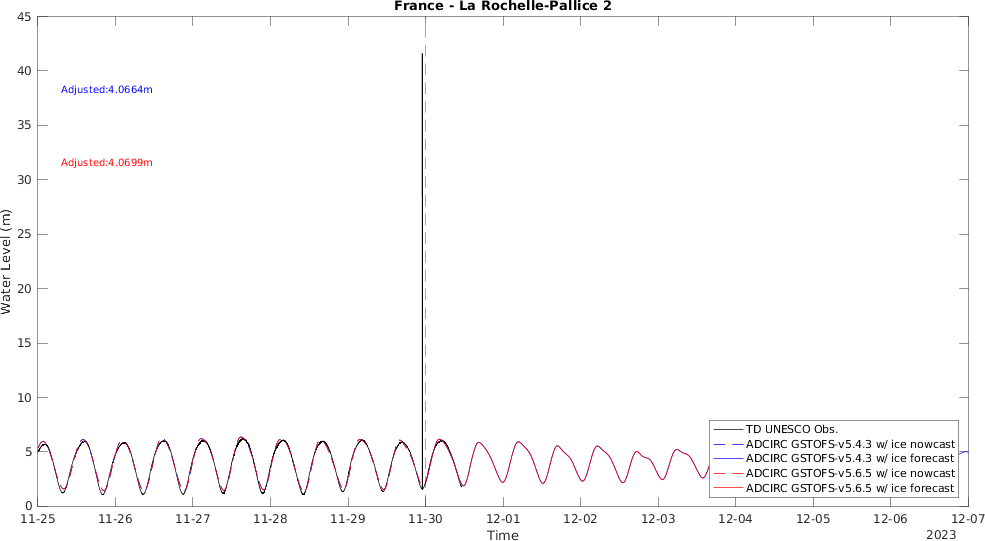 France - La Rochelle-Pallice 2
45
40
35
30
25
20
15
10
5
0
Water Level (m)
Adjusted:4.0664m
Adjusted:4.0699m
TD UNESCO Obs.
ADCIRC GSTOFS-v5.4.3 w/ ice nowcast
ADCIRC GSTOFS-v5.4.3 w/ ice forecast
ADCIRC GSTOFS-v5.6.5 w/ ice nowcast
ADCIRC GSTOFS-v5.6.5 w/ ice forecast
11-25 11-26 11-27 11-28 11-29 11-30 12-01 12-02 12-03 12-04 12-05 12-06 12-07
Time
2023